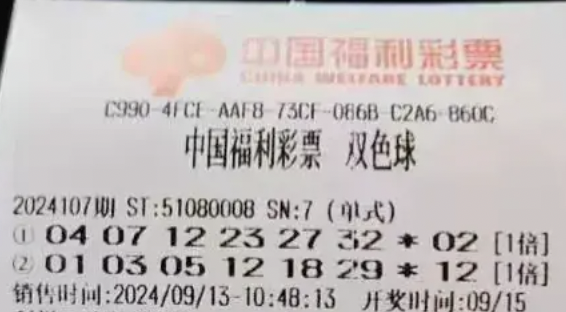 中国福利彩票
CHINA WELFARE LOTTERY
C990-4FCE-AAF8-73CF-086B-C2A6-B60C
中国福利彩票 双色球
2024107期 ST:51080008 SN:7 (单式)
① 04 07 12 23 27 32 * 02 [1倍]
② 01 03 05 12 18 29 * 12 [1倍]
销售时间:2024/09/13-10:48:13 开奖时间:09/15